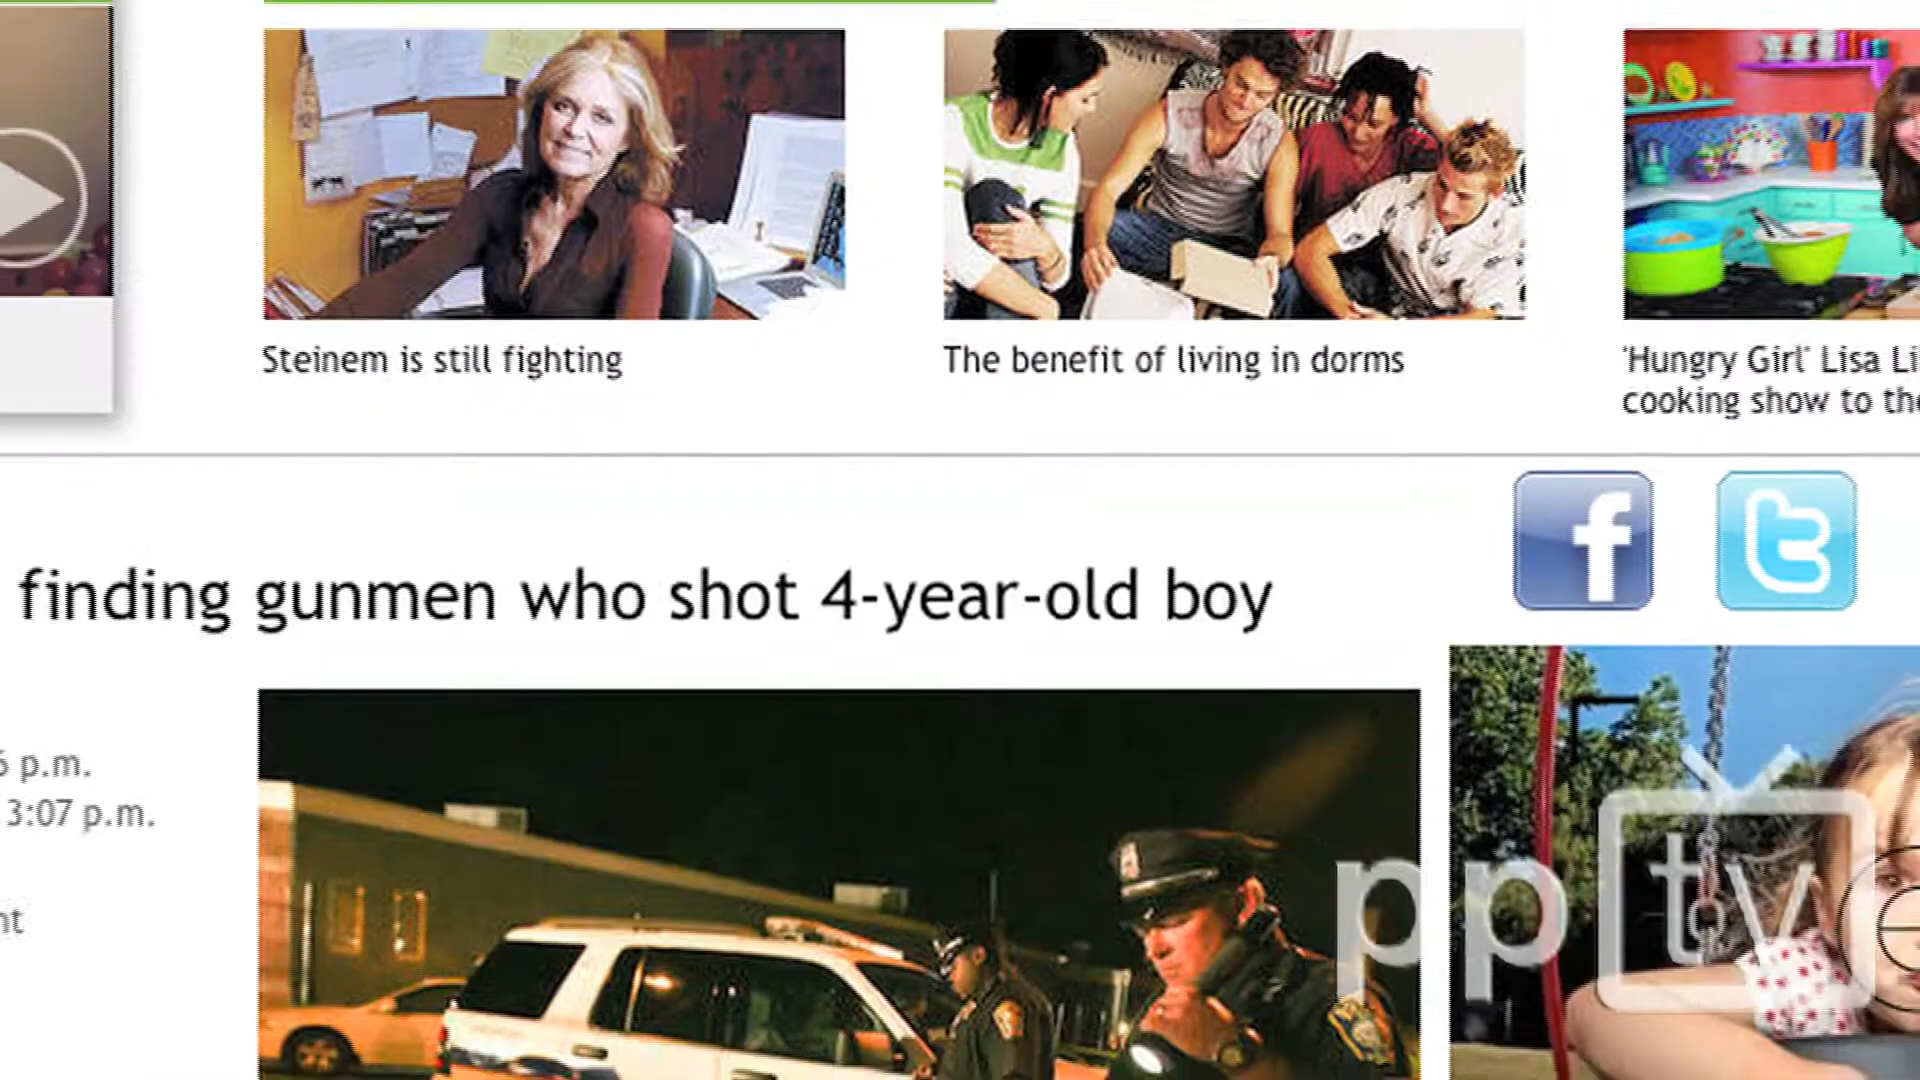 Steinem is still fighting
The benefit of living in dorms
'Hungry Girl' Lisa Li
cooking show to the
finding gunmen who shot 4-year-old boy
p.m.
3:07 p.m.
pptv